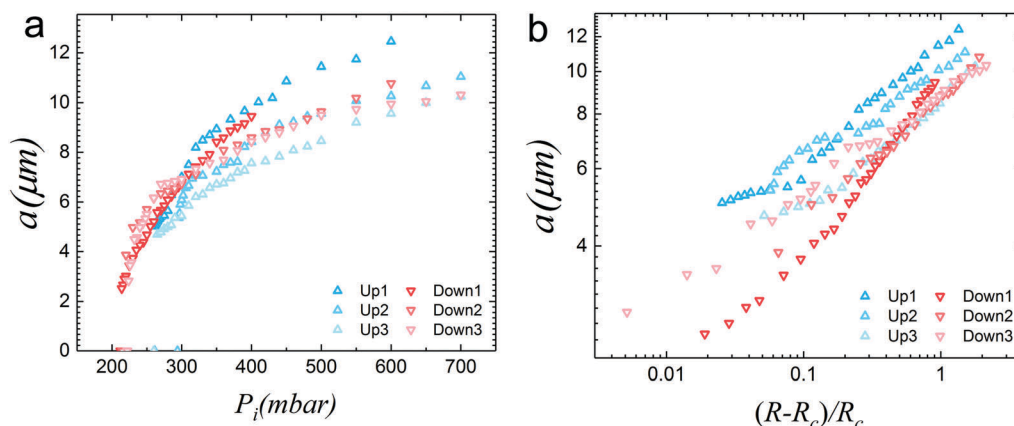 a
12
10
8
6
4
2
0
a(μm)
200 300 400 500 600 700
P_i(mbar)
Up1 Down1
Up2 Down2
Up3 Down3
b
12
10
8
6
4
a(μm)
0.01 0.1 1
(R-R_c)/R_c
Up1 Down1
Up2 Down2
Up3 Down3